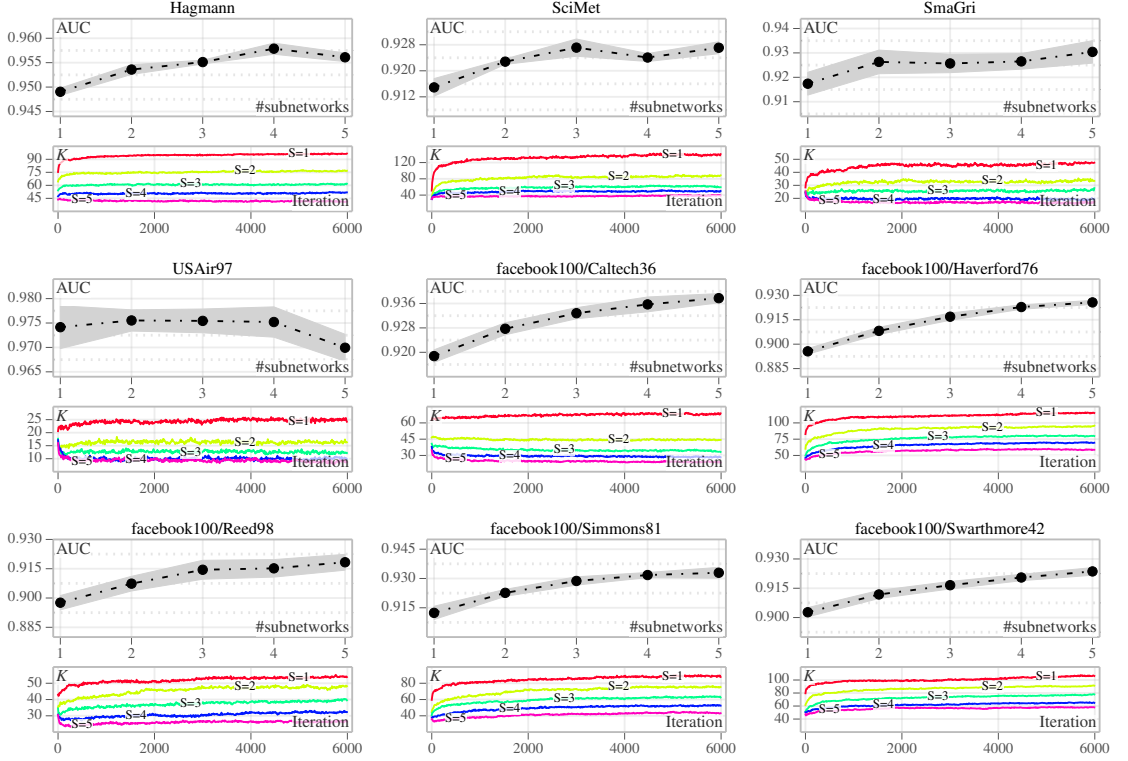 Hagmann
AUC
0.960
0.955
0.950
0.945
#subnetworks
1 2 3 4 5
K
90
75
60
45
S=1
S=2
S=3
S=4
S=5
Iteration
0 2000 4000 6000
SciMet
AUC
0.928
0.920
0.912
#subnetworks
1 2 3 4 5
K
120
80
40
S=1
S=2
S=3
S=4
S=5
Iteration
0 2000 4000 6000
SmaGri
AUC
0.94
0.93
0.92
0.91
#subnetworks
1 2 3 4 5
K
50
40
30
20
S=1
S=2
S=3
S=4
S=5
Iteration
0 2000 4000 6000
USAir97
AUC
0.980
0.975
0.970
0.965
#subnetworks
1 2 3 4 5
K
25
20
15
10
S=1
S=2
S=3
S=4
S=5
Iteration
0 2000 4000 6000
facebook100/Caltech36
AUC
0.936
0.928
0.920
#subnetworks
1 2 3 4 5
K
60
45
30
S=1
S=2
S=3
S=4
S=5
Iteration
0 2000 4000 6000
facebook100/Haverford76
AUC
0.930
0.915
0.900
0.885
#subnetworks
1 2 3 4 5
K
100
75
50
S=1
S=2
S=3
S=4
S=5
Iteration
0 2000 4000 6000
facebook100/Reed98
AUC
0.930
0.915
0.900
0.885
#subnetworks
1 2 3 4 5
K
50
40
30
S=1
S=2
S=3
S=4
S=5
Iteration
0 2000 4000 6000
facebook100/Simmons81
AUC
0.945
0.930
0.915
#subnetworks
1 2 3 4 5
K
80
60
40
S=1
S=2
S=3
S=4
S=5
Iteration
0 2000 4000 6000
facebook100/Swarthmore42
AUC
0.930
0.915
0.900
#subnetworks
1 2 3 4 5
K
100
80
60
40
S=1
S=2
S=3
S=4
S=5
Iteration
0 2000 4000 6000